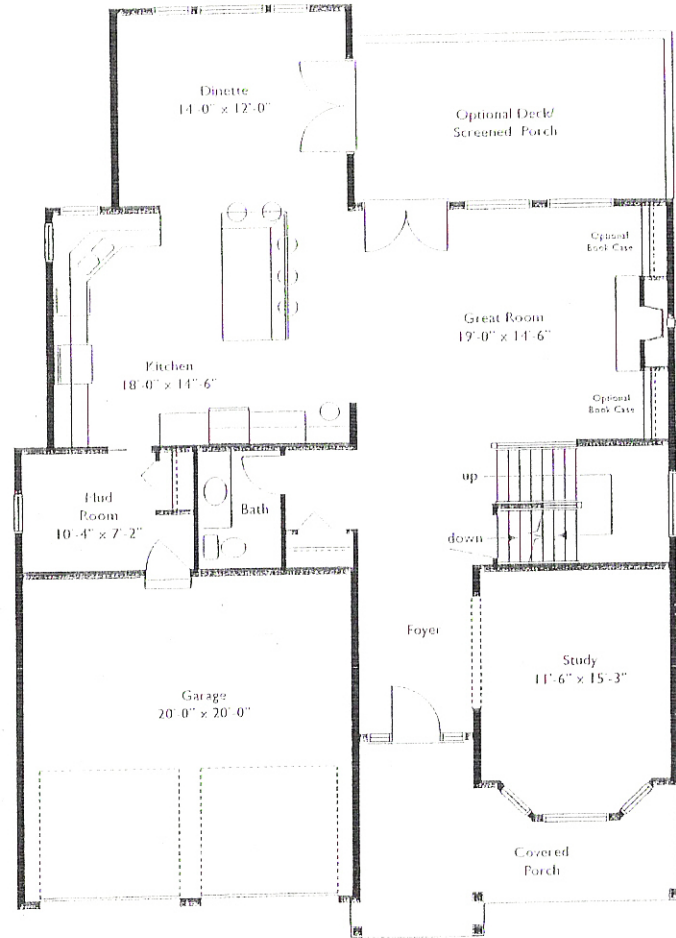 Dinette
14'-0" x 12'-0"
Optional Deck/
Screened Porch
Optional
Book Case
Great Room
19'-0" x 14'-6"
Kitchen
18'-0" x 14'-6"
Optional
Book Case
up
Mud
Room
10'-4" x 7'-2"
Bath
down
Foyer
Study
11'-6" x 15'-3"
Garage
20'-0" x 20'-0"
Covered
Porch